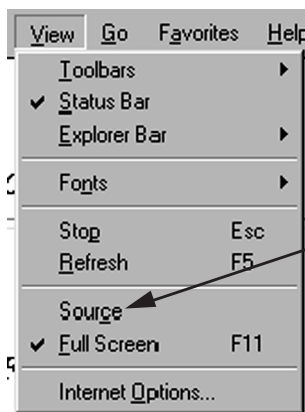 View Go Favorites Help
Toolbars
Status Bar
Explorer Bar
Fonts
Stop Esc
Refresh F5
Source
Full Screen F11
Internet Options...